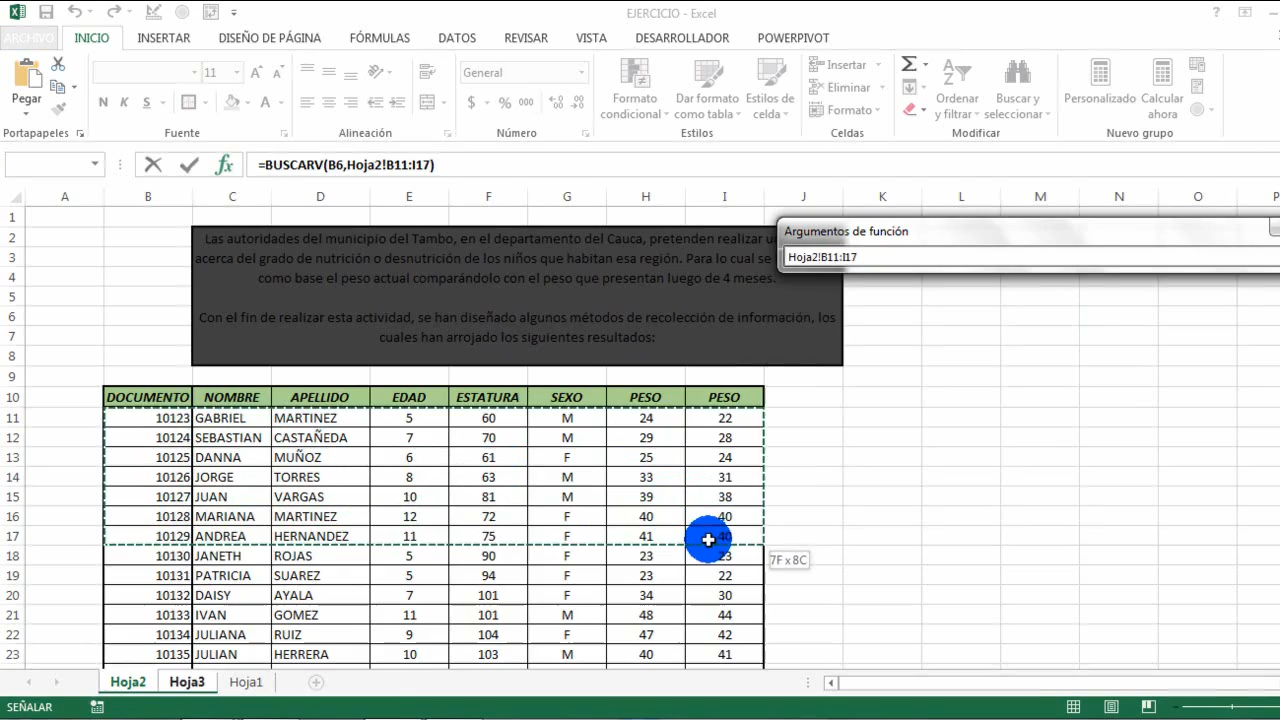 EJERCICIO - Excel
ARCHIVO INICIO INSERTAR DISEÑO DE PÁGINA FÓRMULAS DATOS REVISAR VISTA DESARROLLADOR POWERPIVOT
Pegar
Portapapeles
11
N K S
Fuente
Alineación
General
$ % 000
Número
Formato condicional
Dar formato como tabla
Estilos de celda
Estilos
Insertar
Eliminar
Formato
Celdas
Ordenar y filtrar
Buscar y seleccionar
Modificar
Personalizado
Calcular ahora
Nuevo grupo
=BUSCARV(B6,Hoja2!B11:I17)
A B C D E F G H I J K L M N O P
1
2 Las autoridades del municipio del Tambo, en el departamento del Cauca, pretenden realizar
3 acerca del grado de nutrición o desnutrición de los niños que habitan esa región. Para lo cual se
4 como base el peso actual comparándolo con el peso que presentan luego de 4 meses.
5
6 Con el fin de realizar esta actividad, se han diseñado algunos métodos de recolección de información, los
7 cuales han arrojado los siguientes resultados:
8
9
Argumentos de función
Hoja2!B11:I17
10 DOCUMENTO NOMBRE APELLIDO EDAD ESTATURA SEXO PESO PESO
11 10123 GABRIEL MARTINEZ 5 60 M 24 22
12 10124 SEBASTIAN CASTAÑEDA 7 70 M 29 28
13 10125 DANNA MUÑOZ 6 61 F 25 24
14 10126 JORGE TORRES 8 63 M 33 31
15 10127 JUAN VARGAS 10 81 M 39 38
16 10128 MARIANA MARTINEZ 12 72 F 40 40
17 10129 ANDREA HERNANDEZ 11 75 F 41 40
18 10130 JANETH ROJAS 5 90 F 23 23
7F x 8C
19 10131 PATRICIA SUAREZ 5 94 F 23 22
20 10132 DAISY AYALA 7 101 F 34 30
21 10133 IVAN GOMEZ 11 101 M 48 44
22 10134 JULIANA RUIZ 9 104 F 47 42
23 10135 JULIAN HERRERA 10 103 M 40 41
Hoja2 Hoja3 Hoja1
SEÑALAR